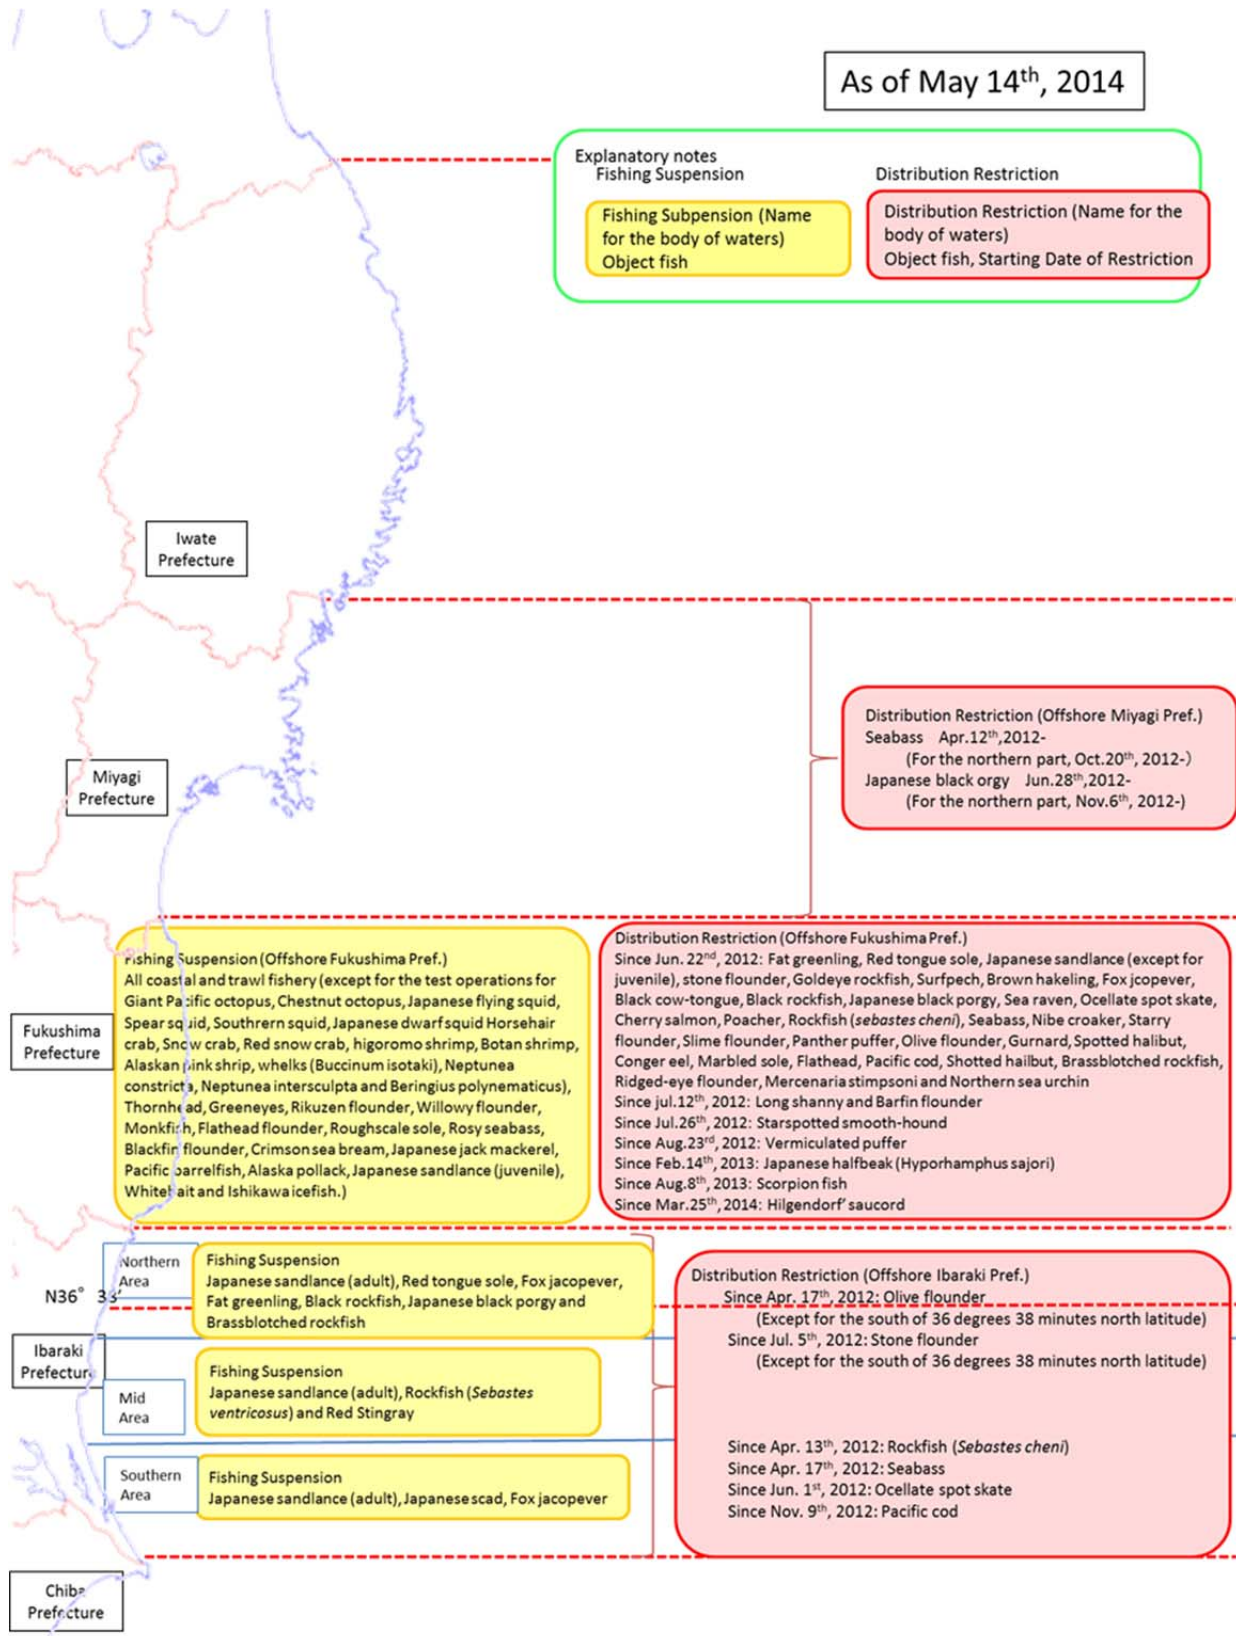 As of May 14th, 2014
Explanatory notes
Fishing Suspension
Distribution Restriction
Fishing Subpension (Name
for the body of waters)
Object fish
Distribution Restriction (Name for the
body of waters)
Object fish, Starting Date of Restriction
Iwate
Prefecture
Distribution Restriction (Offshore Miyagi Pref.)
Seabass Apr.12th,2012-
(For the northern part, Oct.20th, 2012-)
Japanese black orgy Jun.28th,2012-
(For the northern part, Nov.6th, 2012-)
Miyagi
Prefecture
Fishing Suspension (Offshore Fukushima Pref.)
All coastal and trawl fishery (except for the test operations for
Giant Pacific octopus, Chestnut octopus, Japanese flying squid,
Spear squid, Southrern squid, Japanese dwarf squid Horsehair
crab, Snow crab, Red snow crab, higoromo shrimp, Botan shrimp,
Alaskan pink shrip, whelks (Buccinum isotaki), Neptunea
constricta, Neptunea intersculpta and Beringius polynematicus),
Thornhead, Greeneyes, Rikuzen flounder, Willowy flounder,
Monkfish, Flathead flounder, Roughscale sole, Rosy seabass,
Blackfin flounder, Crimson sea bream, Japanese jack mackerel,
Pacific barrelfish, Alaska pollack, Japanese sandlance (juvenile),
Whitebait and Ishikawa icefish.)
Distribution Restriction (Offshore Fukushima Pref.)
Since Jun. 22nd, 2012: Fat greenling, Red tongue sole, Japanese sandlance (except for
juvenile), stone flounder, Goldeye rockfish, Surfpech, Brown hakeling, Fox jcopever,
Black cow-tongue, Black rockfish, Japanese black porgy, Sea raven, Ocellate spot skate,
Cherry salmon, Poacher, Rockfish (sebastes cheni), Seabass, Nibe croaker, Starry
flounder, Slime flounder, Panther puffer, Olive flounder, Gurnard, Spotted halibut,
Conger eel, Marbled sole, Flathead, Pacific cod, Shotted hailbut, Brassblotched rockfish,
Ridged-eye flounder, Mercenaria stimpsoni and Northern sea urchin
Since jul.12th, 2012: Long shanny and Barfin flounder
Since Jul.26th, 2012: Starspotted smooth-hound
Since Aug.23rd, 2012: Vermiculated puffer
Since Feb.14th, 2013: Japanese halfbeak (Hyporhamphus sajori)
Since Aug.8th, 2013: Scorpion fish
Since Mar.25th, 2014: Hilgendorf' saucord
Fukushima
Prefecture
Northern
Area
N36° 38'
Fishing Suspension
Japanese sandlance (adult), Red tongue sole, Fox jacopever,
Fat greenling, Black rockfish, Japanese black porgy and
Brassblotched rockfish
Distribution Restriction (Offshore Ibaraki Pref.)
Since Apr. 17th, 2012: Olive flounder
(Except for the south of 36 degrees 38 minutes north latitude)
Since Jul. 5th, 2012: Stone flounder
(Except for the south of 36 degrees 38 minutes north latitude)
Since Apr. 13th, 2012: Rockfish (Sebastes cheni)
Since Apr. 17th, 2012: Seabass
Since Jun. 1st, 2012: Ocellate spot skate
Since Nov. 9th, 2012: Pacific cod
Ibaraki
Prefecture
Mid
Area
Fishing Suspension
Japanese sandlance (adult), Rockfish (Sebastes
ventricosus) and Red Stingray
Southern
Area
Fishing Suspension
Japanese sandlance (adult), Japanese scad, Fox jacopever
Chiba
Prefecture